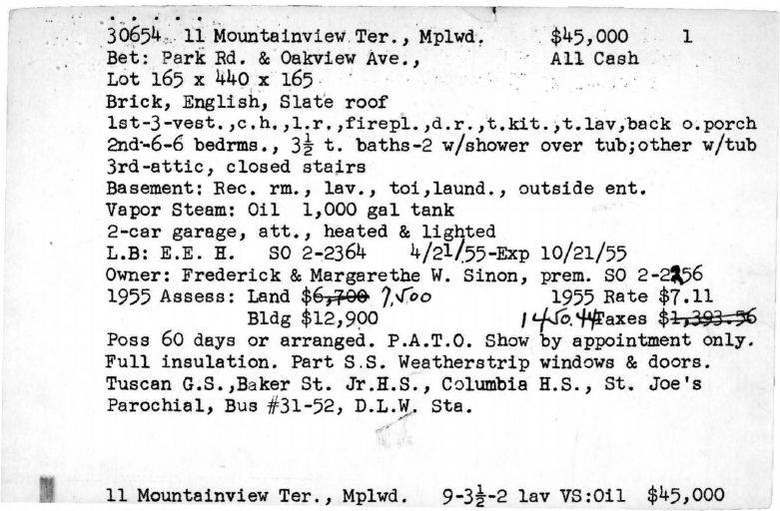 30654 11 Mountainview Ter., Mplwd. $45,000 1
Bet: Park Rd. & Oakview Ave., All Cash
Lot 165 x 440 x 165
Brick, English, Slate roof
1st-3-vest.,c.h.,l.r.,firepl.,d.r.,t.kit.,t.lav,back o.porch
2nd-6-6 bedrms., 3½ t. baths-2 w/shower over tub;other w/tub
3rd-attic, closed stairs
Basement: Rec. rm., lav., toi,laund., outside ent.
Vapor Steam: Oil 1,000 gal tank
2-car garage, att., heated & lighted
L.B: E.E. H. SO 2-2364 4/21/55-Exp 10/21/55
Owner: Frederick & Margarethe W. Sinon, prem. SO 2-2256
1955 Assess: Land $6,700 7,500 1955 Rate $7.11
Bldg $12,900 1450.44 Taxes $1,393.56
Poss 60 days or arranged. P.A.T.O. Show by appointment only.
Full insulation. Part S.S. Weatherstrip windows & doors.
Tuscan G.S.,Baker St. Jr.H.S., Columbia H.S., St. Joe's
Parochial, Bus #31-52, D.L.W. Sta.
11 Mountainview Ter., Mplwd. 9-3½-2 lav VS:Oil $45,000